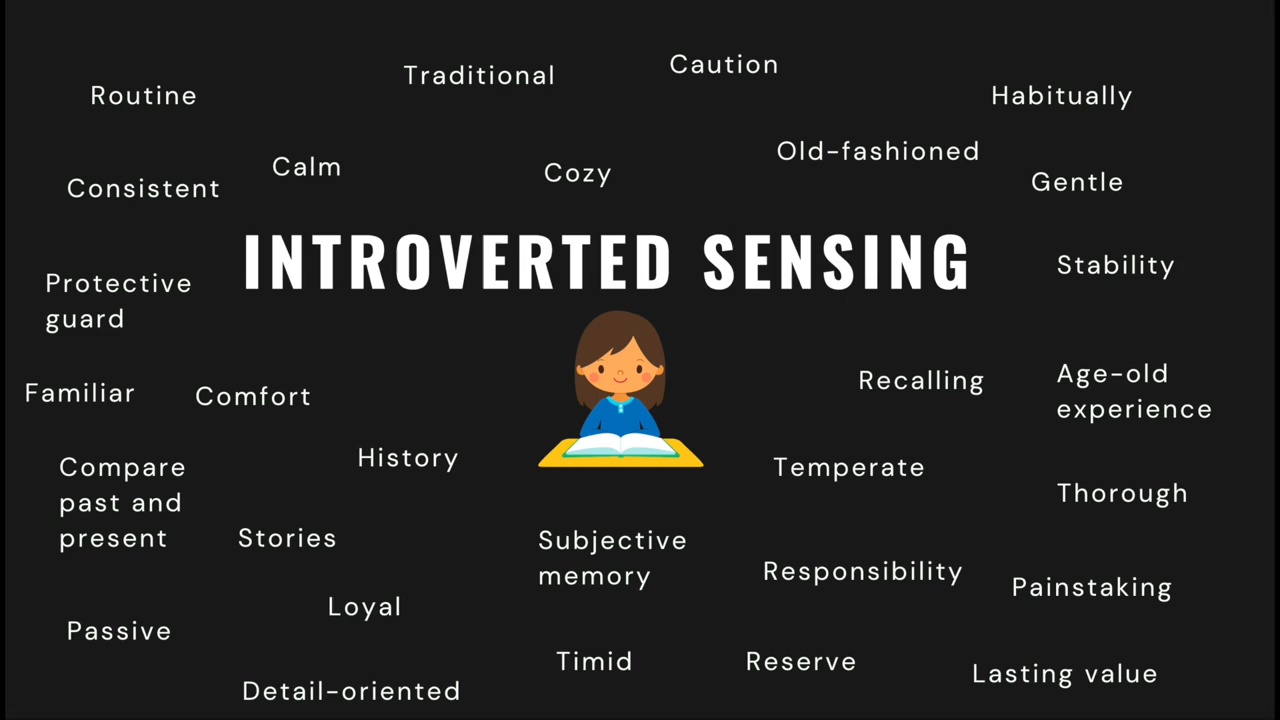 Caution
Traditional
Routine
Habitually
Old-fashioned
Calm
Cozy
Gentle
Consistent
INTROVERTED SENSING
Stability
Protective
guard
Recalling
Age-old
experience
Familiar
Comfort
History
Compare
past and
present
Temperate
Thorough
Stories
Subjective
memory
Responsibility
Painstaking
Loyal
Passive
Timid
Reserve
Lasting value
Detail-oriented